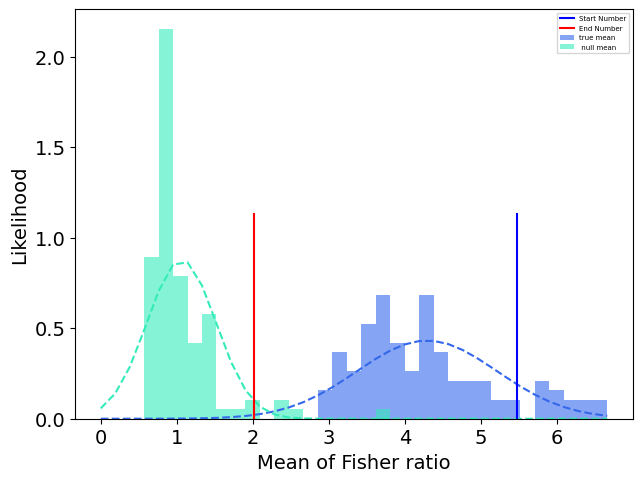 Start Number
End Number
true mean
null mean
Likelihood
2.0
1.5
1.0
0.5
0.0
0 1 2 3 4 5 6
Mean of Fisher ratio